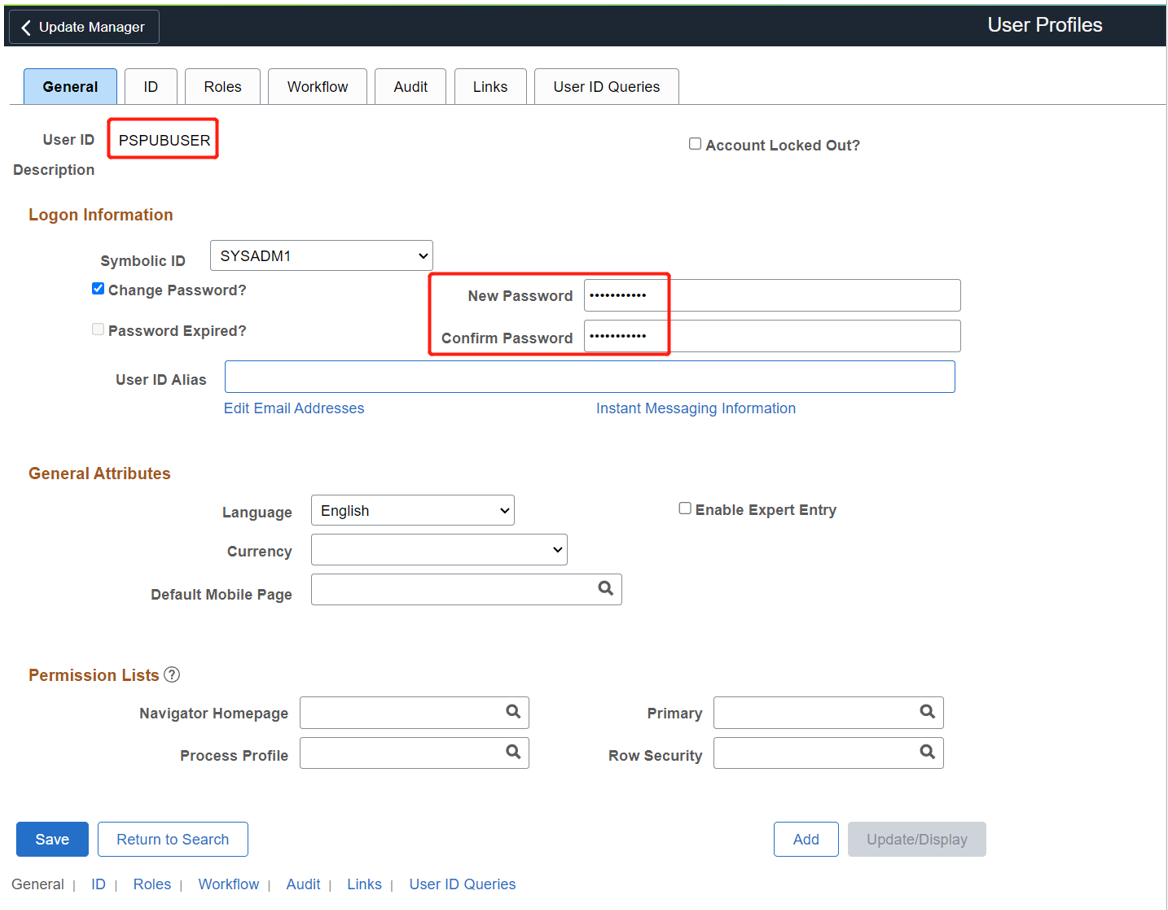 Update Manager
User Profiles
General ID Roles Workflow Audit Links User ID Queries
User ID PSPUBUSER
Account Locked Out?
Description
Logon Information
Symbolic ID SYSADM1
Change Password?
New Password •••••••••••
Password Expired?
Confirm Password •••••••••••
User ID Alias
Edit Email Addresses Instant Messaging Information
General Attributes
Language English
Enable Expert Entry
Currency
Default Mobile Page
Permission Lists ?
Navigator Homepage Primary
Process Profile Row Security
Save Return to Search Add Update/Display
General | ID | Roles | Workflow | Audit | Links | User ID Queries